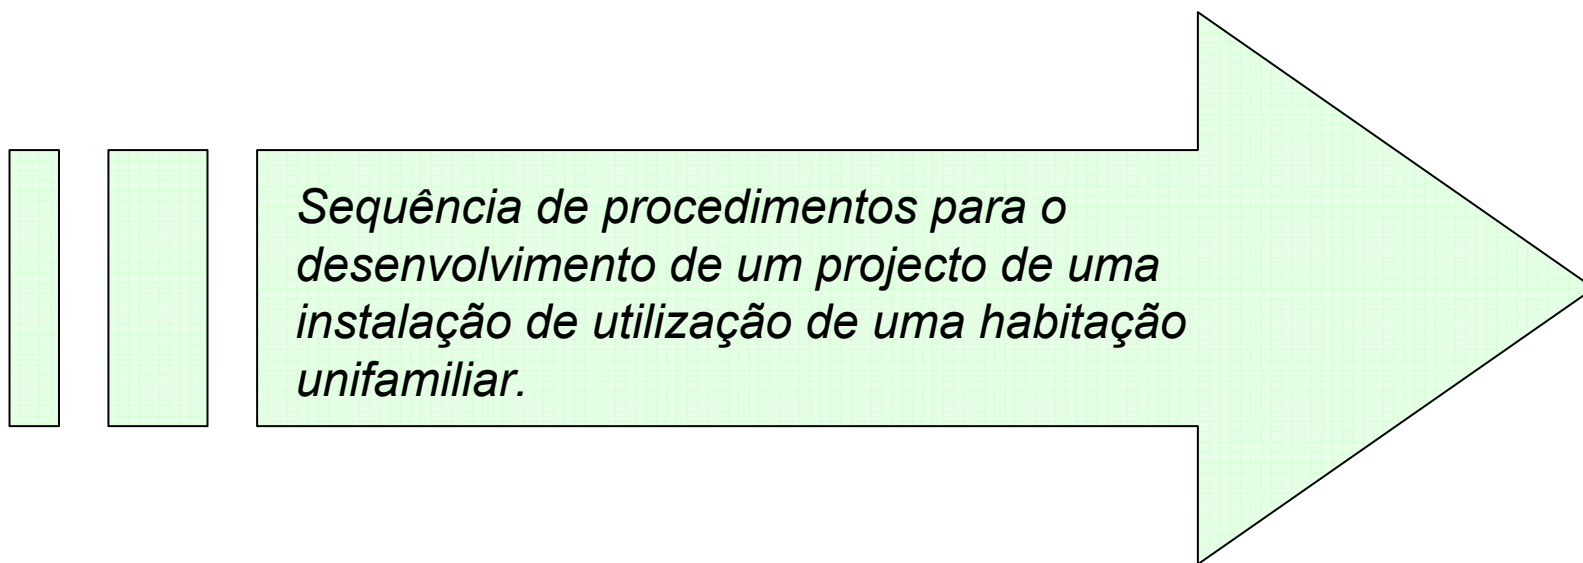 Sequência de procedimentos para o
desenvolvimento de um projecto de uma
instalação de utilização de uma habitação
unifamiliar.